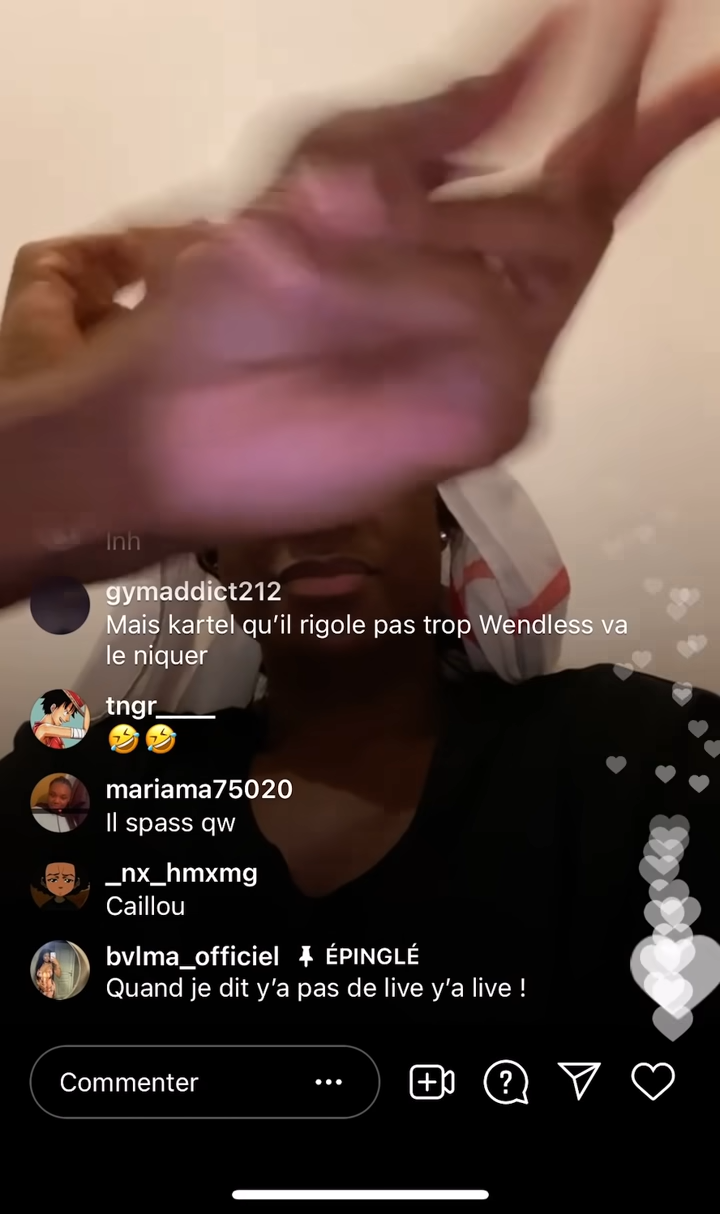 Inh
gymaddict212
Mais kartel qu’il rigole pas trop Wendless va
le niquer
tngr_____
🤣🤣
mariama75020
Il spass qw
_nx_hmxmg
Caillou
bvlma_officiel ÉPINGLÉ
Quand je dit y’a pas de live y’a live !
Commenter